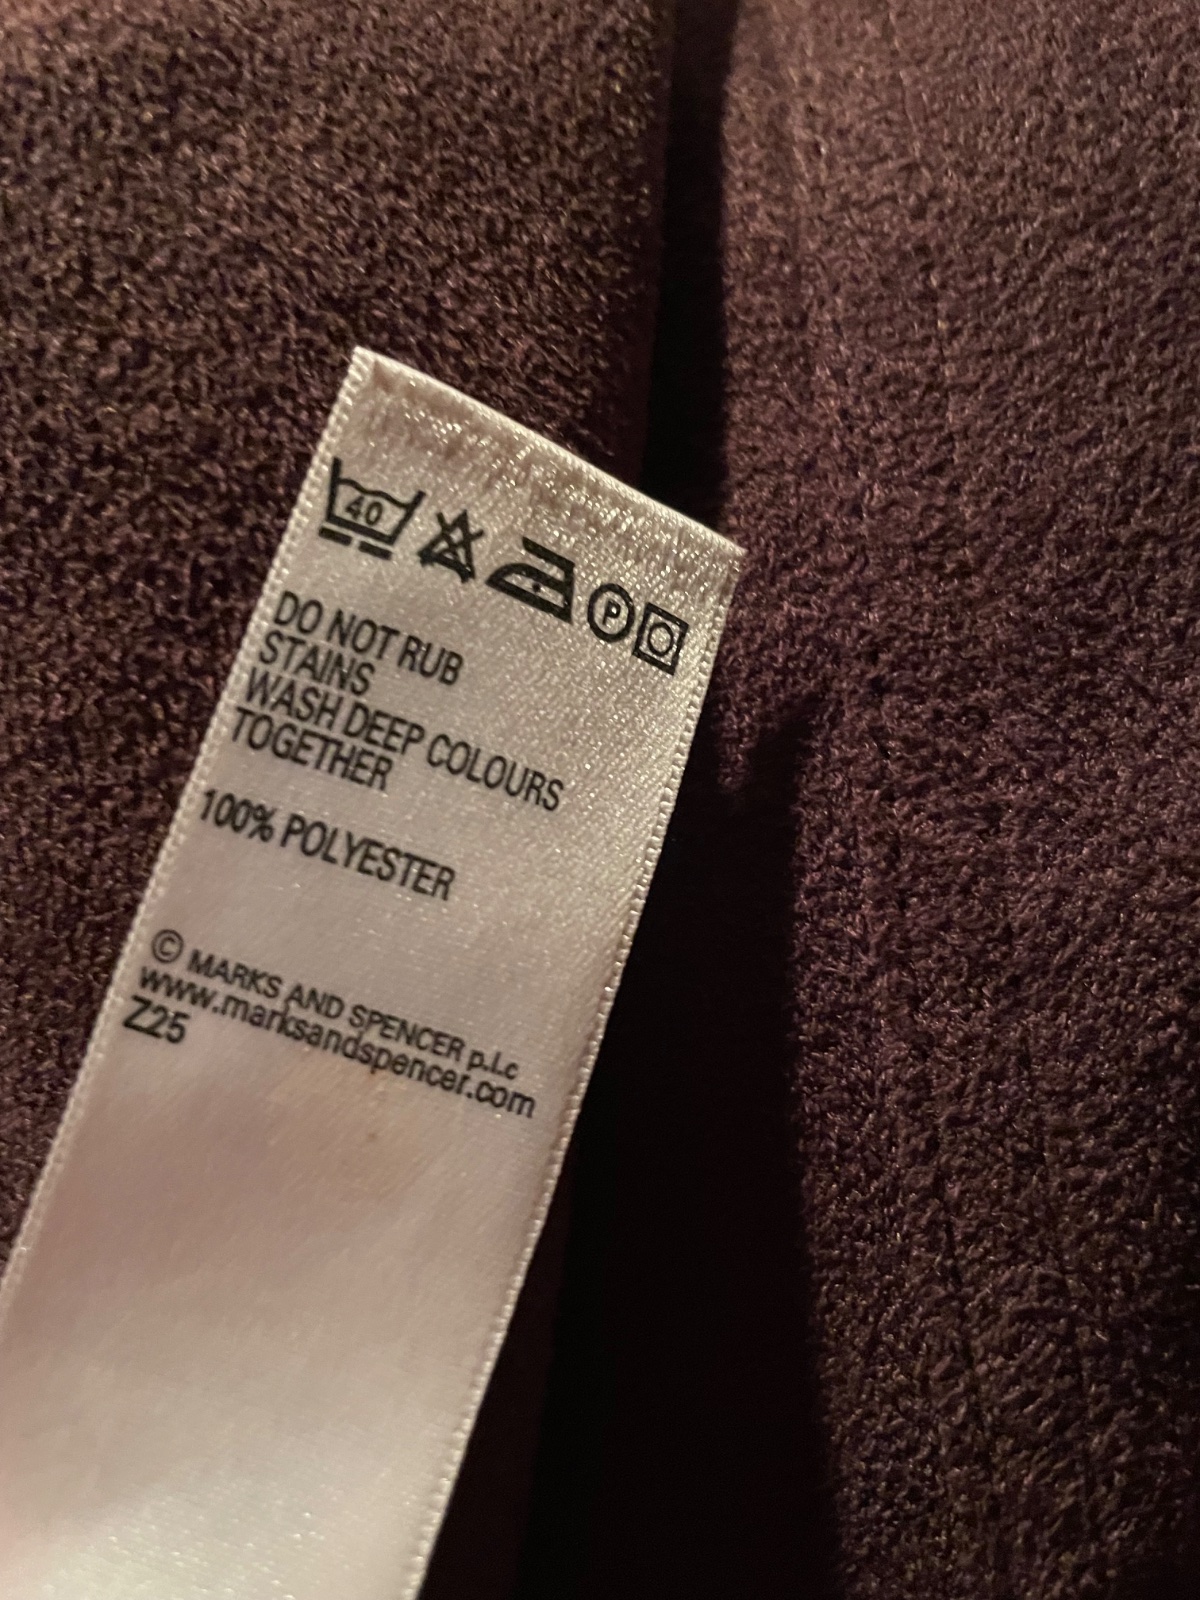 40
P
DO NOT RUB
STAINS
WASH DEEP COLOURS
TOGETHER
100% POLYESTER
© MARKS AND SPENCER p.l.c
www.marksandspencer.com
Z25